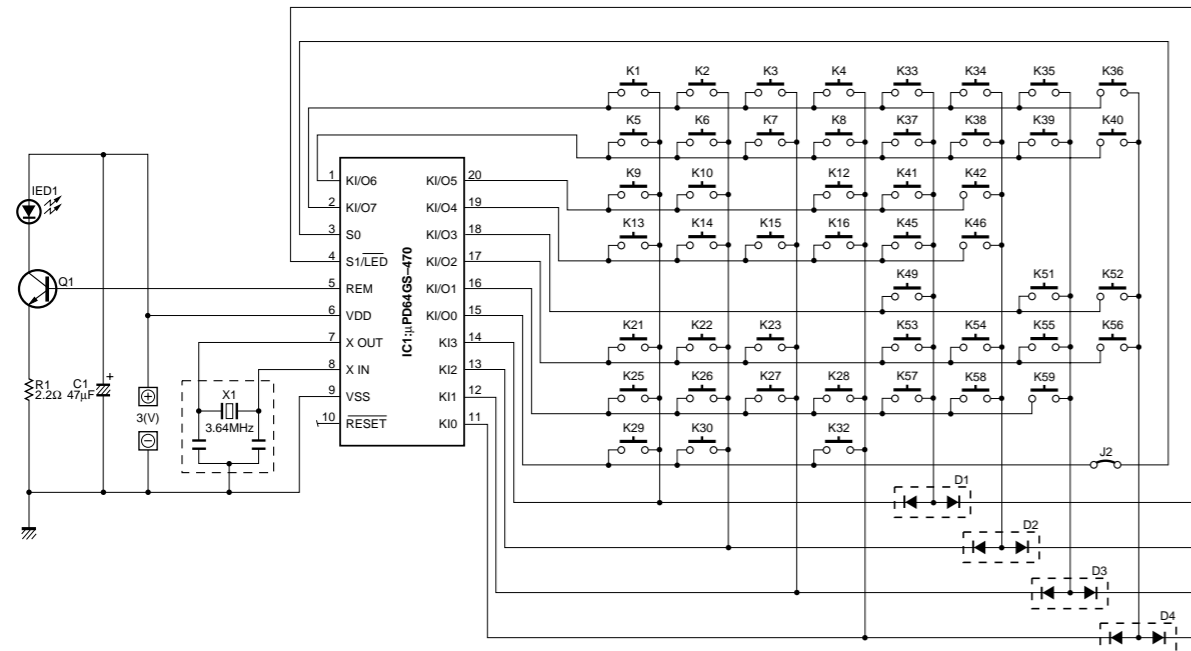 K1 K2 K3 K4 K33 K34 K35 K36
K5 K6 K7 K8 K37 K38 K39 K40
K9 K10 K12 K41 K42
K13 K14 K15 K16 K45 K46
K49 K51 K52
K21 K22 K23 K53 K54 K55 K56
K25 K26 K27 K28 K57 K58 K59
K29 K30 K32
J2
D1
D2
D3
D4
IED1
Q1
R1
2.2Ω
C1
47µF
+
3(V)
X1
3.64MHz
1 KI/O6
2 KI/O7
3 S0
4 S1/LED
5 REM
6 VDD
7 X OUT
8 X IN
9 VSS
10 RESET
IC1:µPD64GS-470
KI/O5 20
KI/O4 19
KI/O3 18
KI/O2 17
KI/O1 16
KI/O0 15
KI3 14
KI2 13
KI1 12
KI0 11